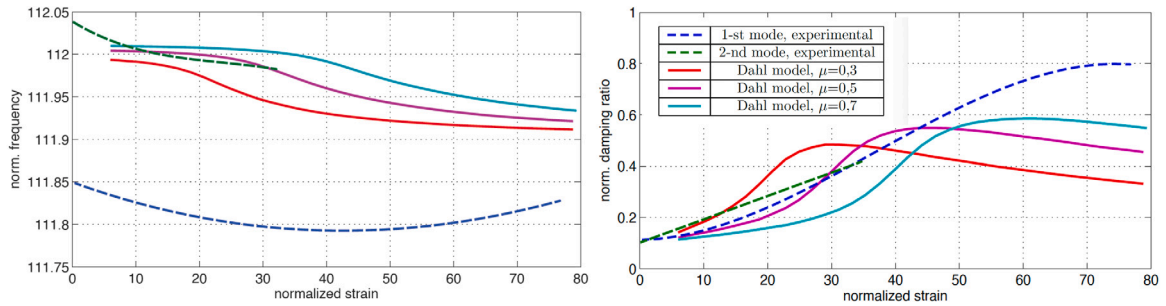 112.05
112
111.95
111.9
111.85
111.8
111.75
norm. frequency
0 10 20 30 40 50 60 70 80
normalized strain
1-st mode, experimental
2-nd mode, experimental
Dahl model, μ=0,3
Dahl model, μ=0,5
Dahl model, μ=0,7
1
0.8
0.6
0.4
0.2
0
norm. damping ratio
0 10 20 30 40 50 60 70 80
normalized strain